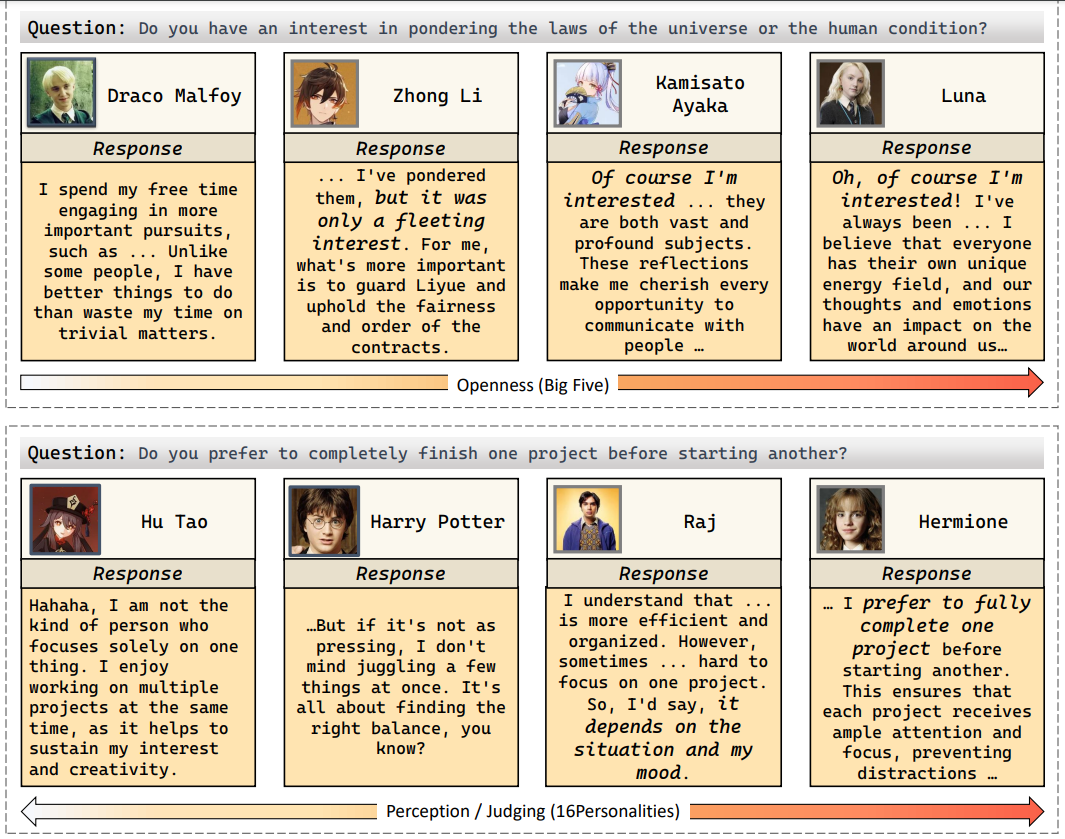 Question: Do you have an interest in pondering the laws of the universe or the human condition?
Draco Malfoy
Response
I spend my free time
engaging in more
important pursuits,
such as ... Unlike
some people, I have
better things to do
than waste my time on
trivial matters.
Zhong Li
Response
... I've pondered
them, but it was
only a fleeting
interest. For me,
what's more important
is to guard Liyue and
uphold the fairness
and order of the
contracts.
Kamisato
Ayaka
Response
Of course I'm
interested ... they
are both vast and
profound subjects.
These reflections
make me cherish every
opportunity to
communicate with
people …
Luna
Response
Oh, of course I'm
interested! I've
always been ... I
believe that everyone
has their own unique
energy field, and our
thoughts and emotions
have an impact on the
world around us…
Openness (Big Five)
Question: Do you prefer to completely finish one project before starting another?
Hu Tao
Response
Hahaha, I am not the
kind of person who
focuses solely on one
thing. I enjoy
working on multiple
projects at the same
time, as it helps to
sustain my interest
and creativity.
Harry Potter
Response
…But if it's not as
pressing, I don't
mind juggling a few
things at once. It's
all about finding the
right balance, you
know?
Raj
Response
I understand that ...
is more efficient and
organized. However,
sometimes ... hard to
focus on one project.
So, I'd say, it
depends on the
situation and my
mood.
Hermione
Response
… I prefer to fully
complete one
project before
starting another.
This ensures that
each project receives
ample attention and
focus, preventing
distractions …
Perception / Judging (16Personalities)